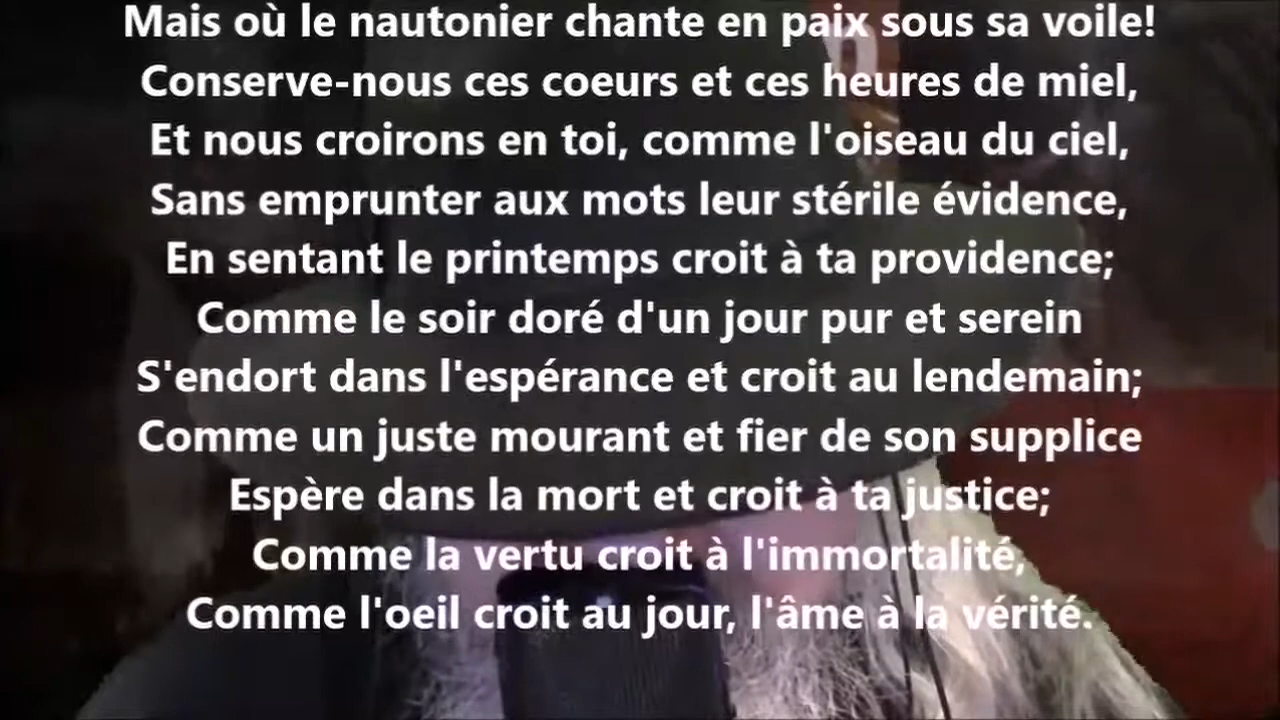 Mais où le nautonier chante en paix sous sa voile!
Conserve-nous ces coeurs et ces heures de miel,
Et nous croirons en toi, comme l'oiseau du ciel,
Sans emprunter aux mots leur stérile évidence,
En sentant le printemps croit à ta providence;
Comme le soir doré d'un jour pur et serein
S'endort dans l'espérance et croit au lendemain;
Comme un juste mourant et fier de son supplice
Espère dans la mort et croit à ta justice;
Comme la vertu croit à l'immortalité,
Comme l'oeil croit au jour, l'âme à la vérité.